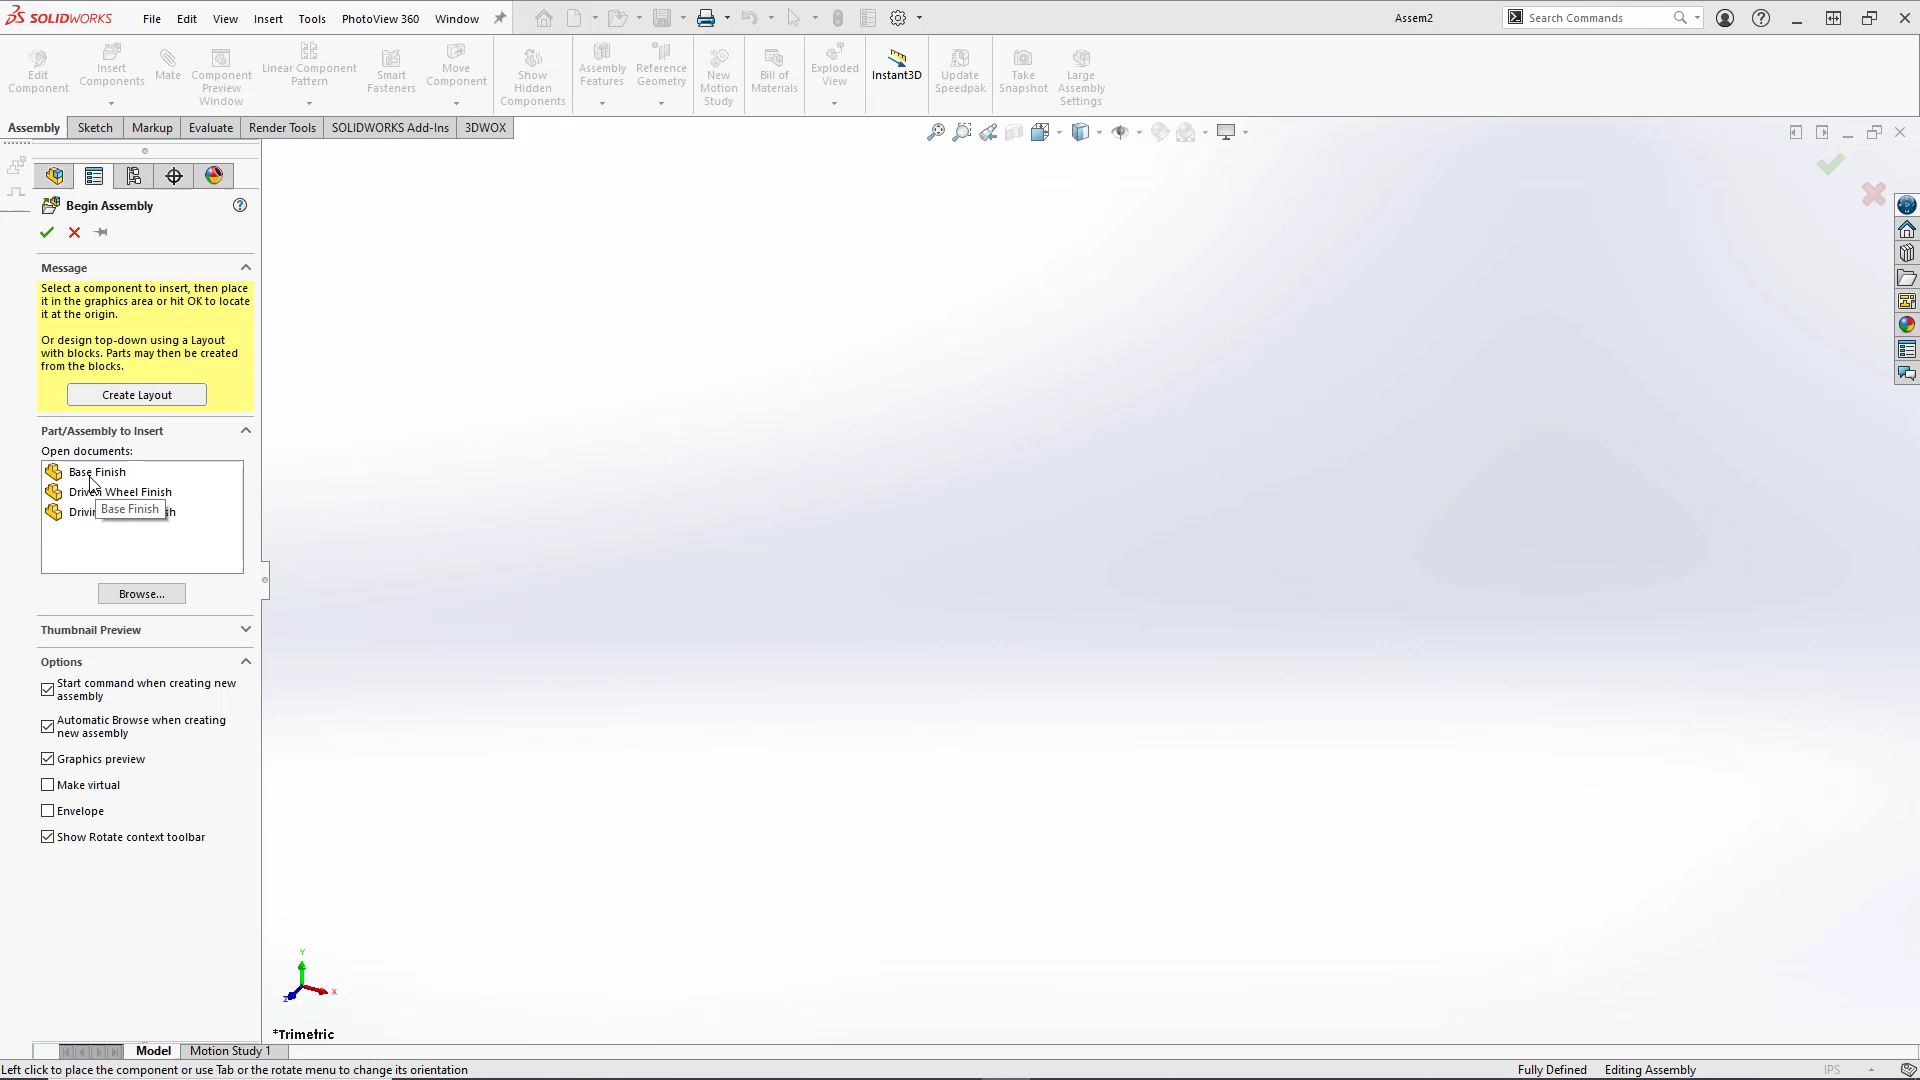 SOLIDWORKS File Edit View Insert Tools PhotoView 360 Window Assem2 Search Commands
Edit Component
Insert Components
Mate
Component Preview Window
Linear Component Pattern
Smart Fasteners
Move Component
Show Hidden Components
Assembly Features
Reference Geometry
New Motion Study
Bill of Materials
Exploded View
Instant3D
Update Speedpak
Take Snapshot
Large Assembly Settings
Assembly Sketch Markup Evaluate Render Tools SOLIDWORKS Add-Ins 3DWOX
Begin Assembly
Message
Select a component to insert, then place
it in the graphics area or hit OK to locate
it at the origin.
Or design top-down using a Layout
with blocks. Parts may then be created
from the blocks.
Create Layout
Part/Assembly to Insert
Open documents:
Base Finish
Driven Wheel Finish
Base Finish
Browse...
Thumbnail Preview
Options
Start command when creating new
assembly
Automatic Browse when creating
new assembly
Graphics preview
Make virtual
Envelope
Show Rotate context toolbar
Y
X
Z
*Trimetric
Model Motion Study 1
Left click to place the component or use Tab or the rotate menu to change its orientation Fully Defined Editing Assembly IPS